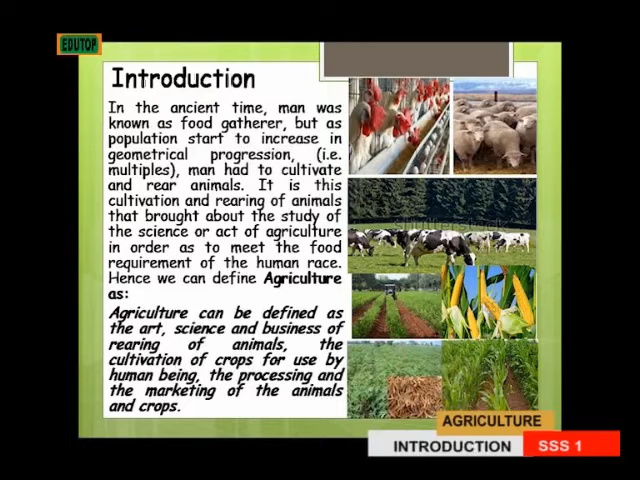 EDUTOP
Introduction
In the ancient time, man was
known as food gatherer, but as
population start to increase in
geometrical progression, (i.e.
multiples), man had to cultivate
and rear animals. It is this
cultivation and rearing of animals
that brought about the study of
the science or act of agriculture
in order as to meet the food
requirement of the human race.
Hence we can define Agriculture
as:
Agriculture can be defined as
the art, science and business of
rearing of animals, the
cultivation of crops for use by
human being, the processing and
the marketing of the animals
and crops.
AGRICULTURE
INTRODUCTION SSS 1